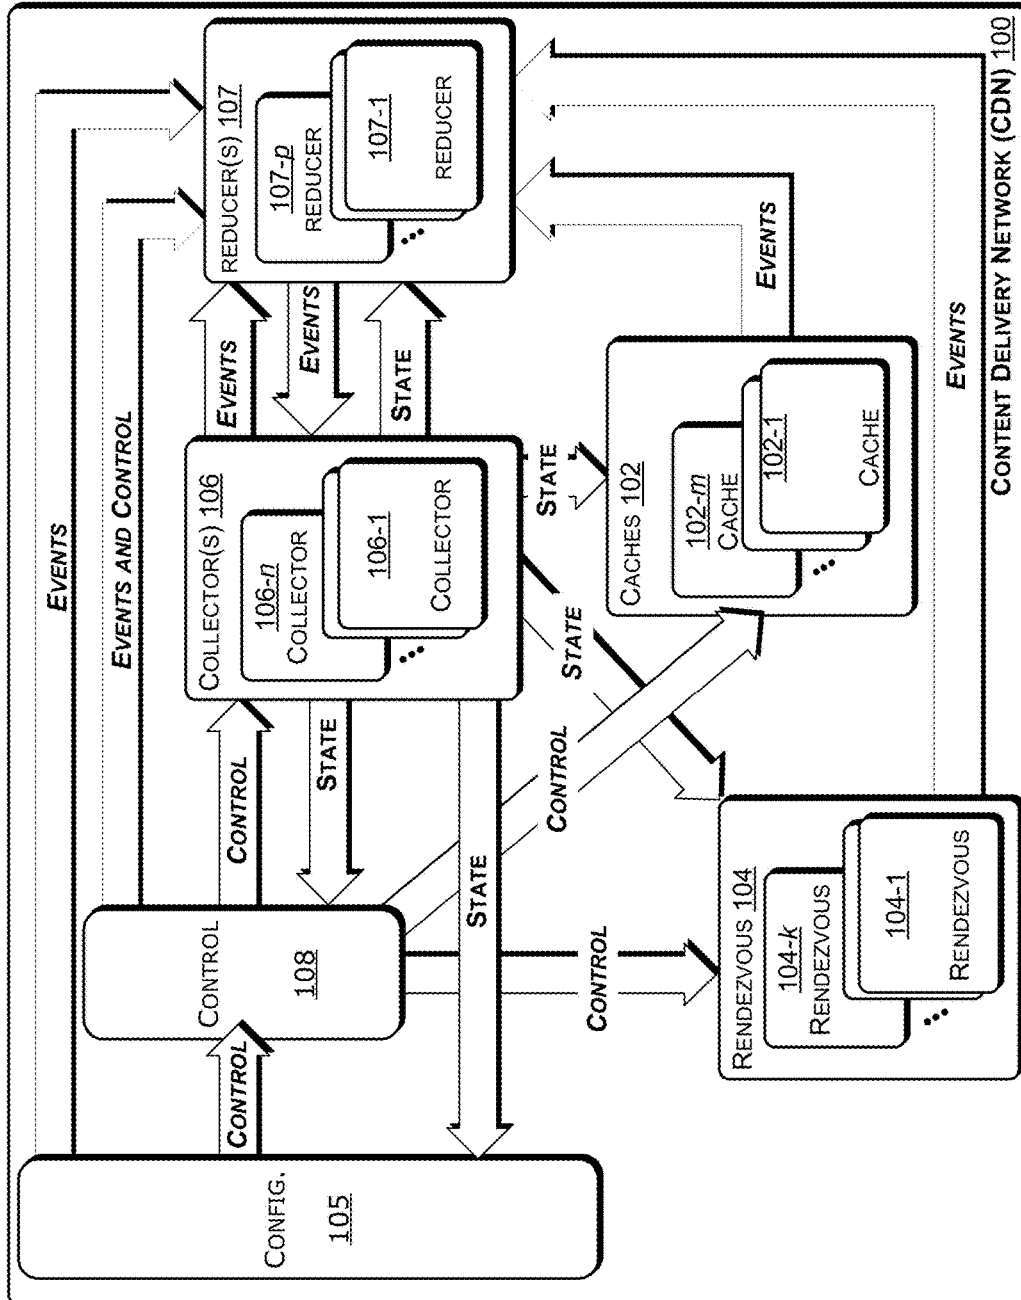 EVENTS
EVENTS AND CONTROL
CONFIG.
105
CONTROL
CONTROL
108
CONTROL
STATE
STATE
COLLECTOR(S) 106
106-n
COLLECTOR
106-1
COLLECTOR
...
EVENTS
EVENTS
STATE
REDUCER(S) 107
107-p
REDUCER
107-1
REDUCER
...
CONTROL
CONTROL
STATE
STATE
RENDEZVOUS 104
104-k
RENDEZVOUS
104-1
RENDEZVOUS
...
CACHES 102
102-m
CACHE
102-1
CACHE
...
EVENTS
EVENTS
CONTENT DELIVERY NETWORK (CDN) 100